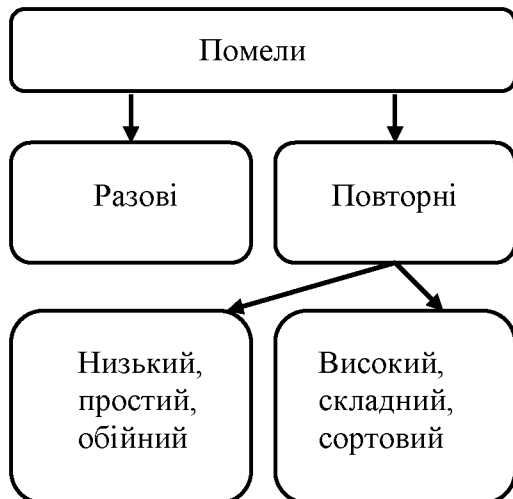 Помели
Разові
Повторні
Низький,
простий,
обійний
Високий,
складний,
сортовий